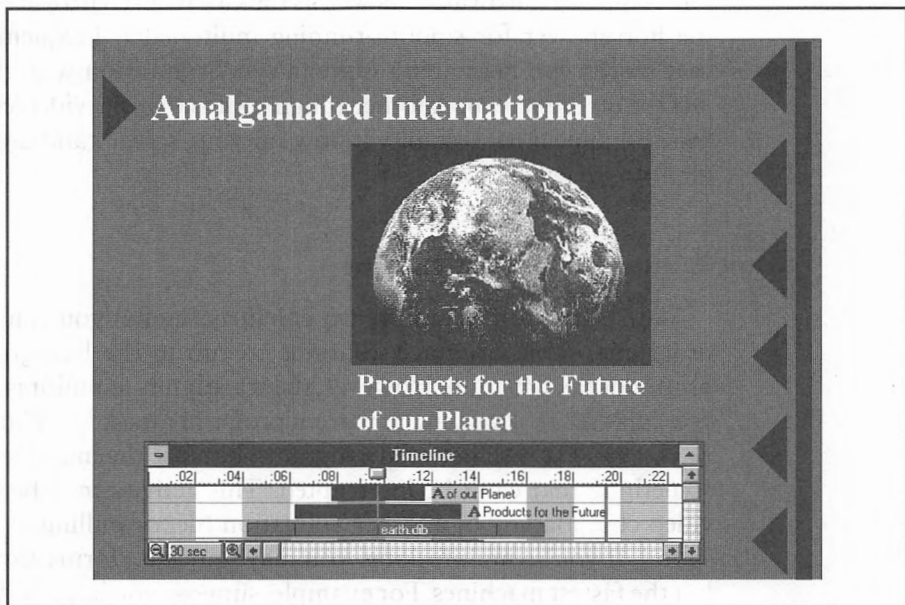 Amalgamated International
Products for the Future
of our Planet
Timeline
:02 :04 :06 :08 :10 :12 :14 :16 :18 :20 :22
A of our Planet
A Products for the Future
earth.dib
30 sec